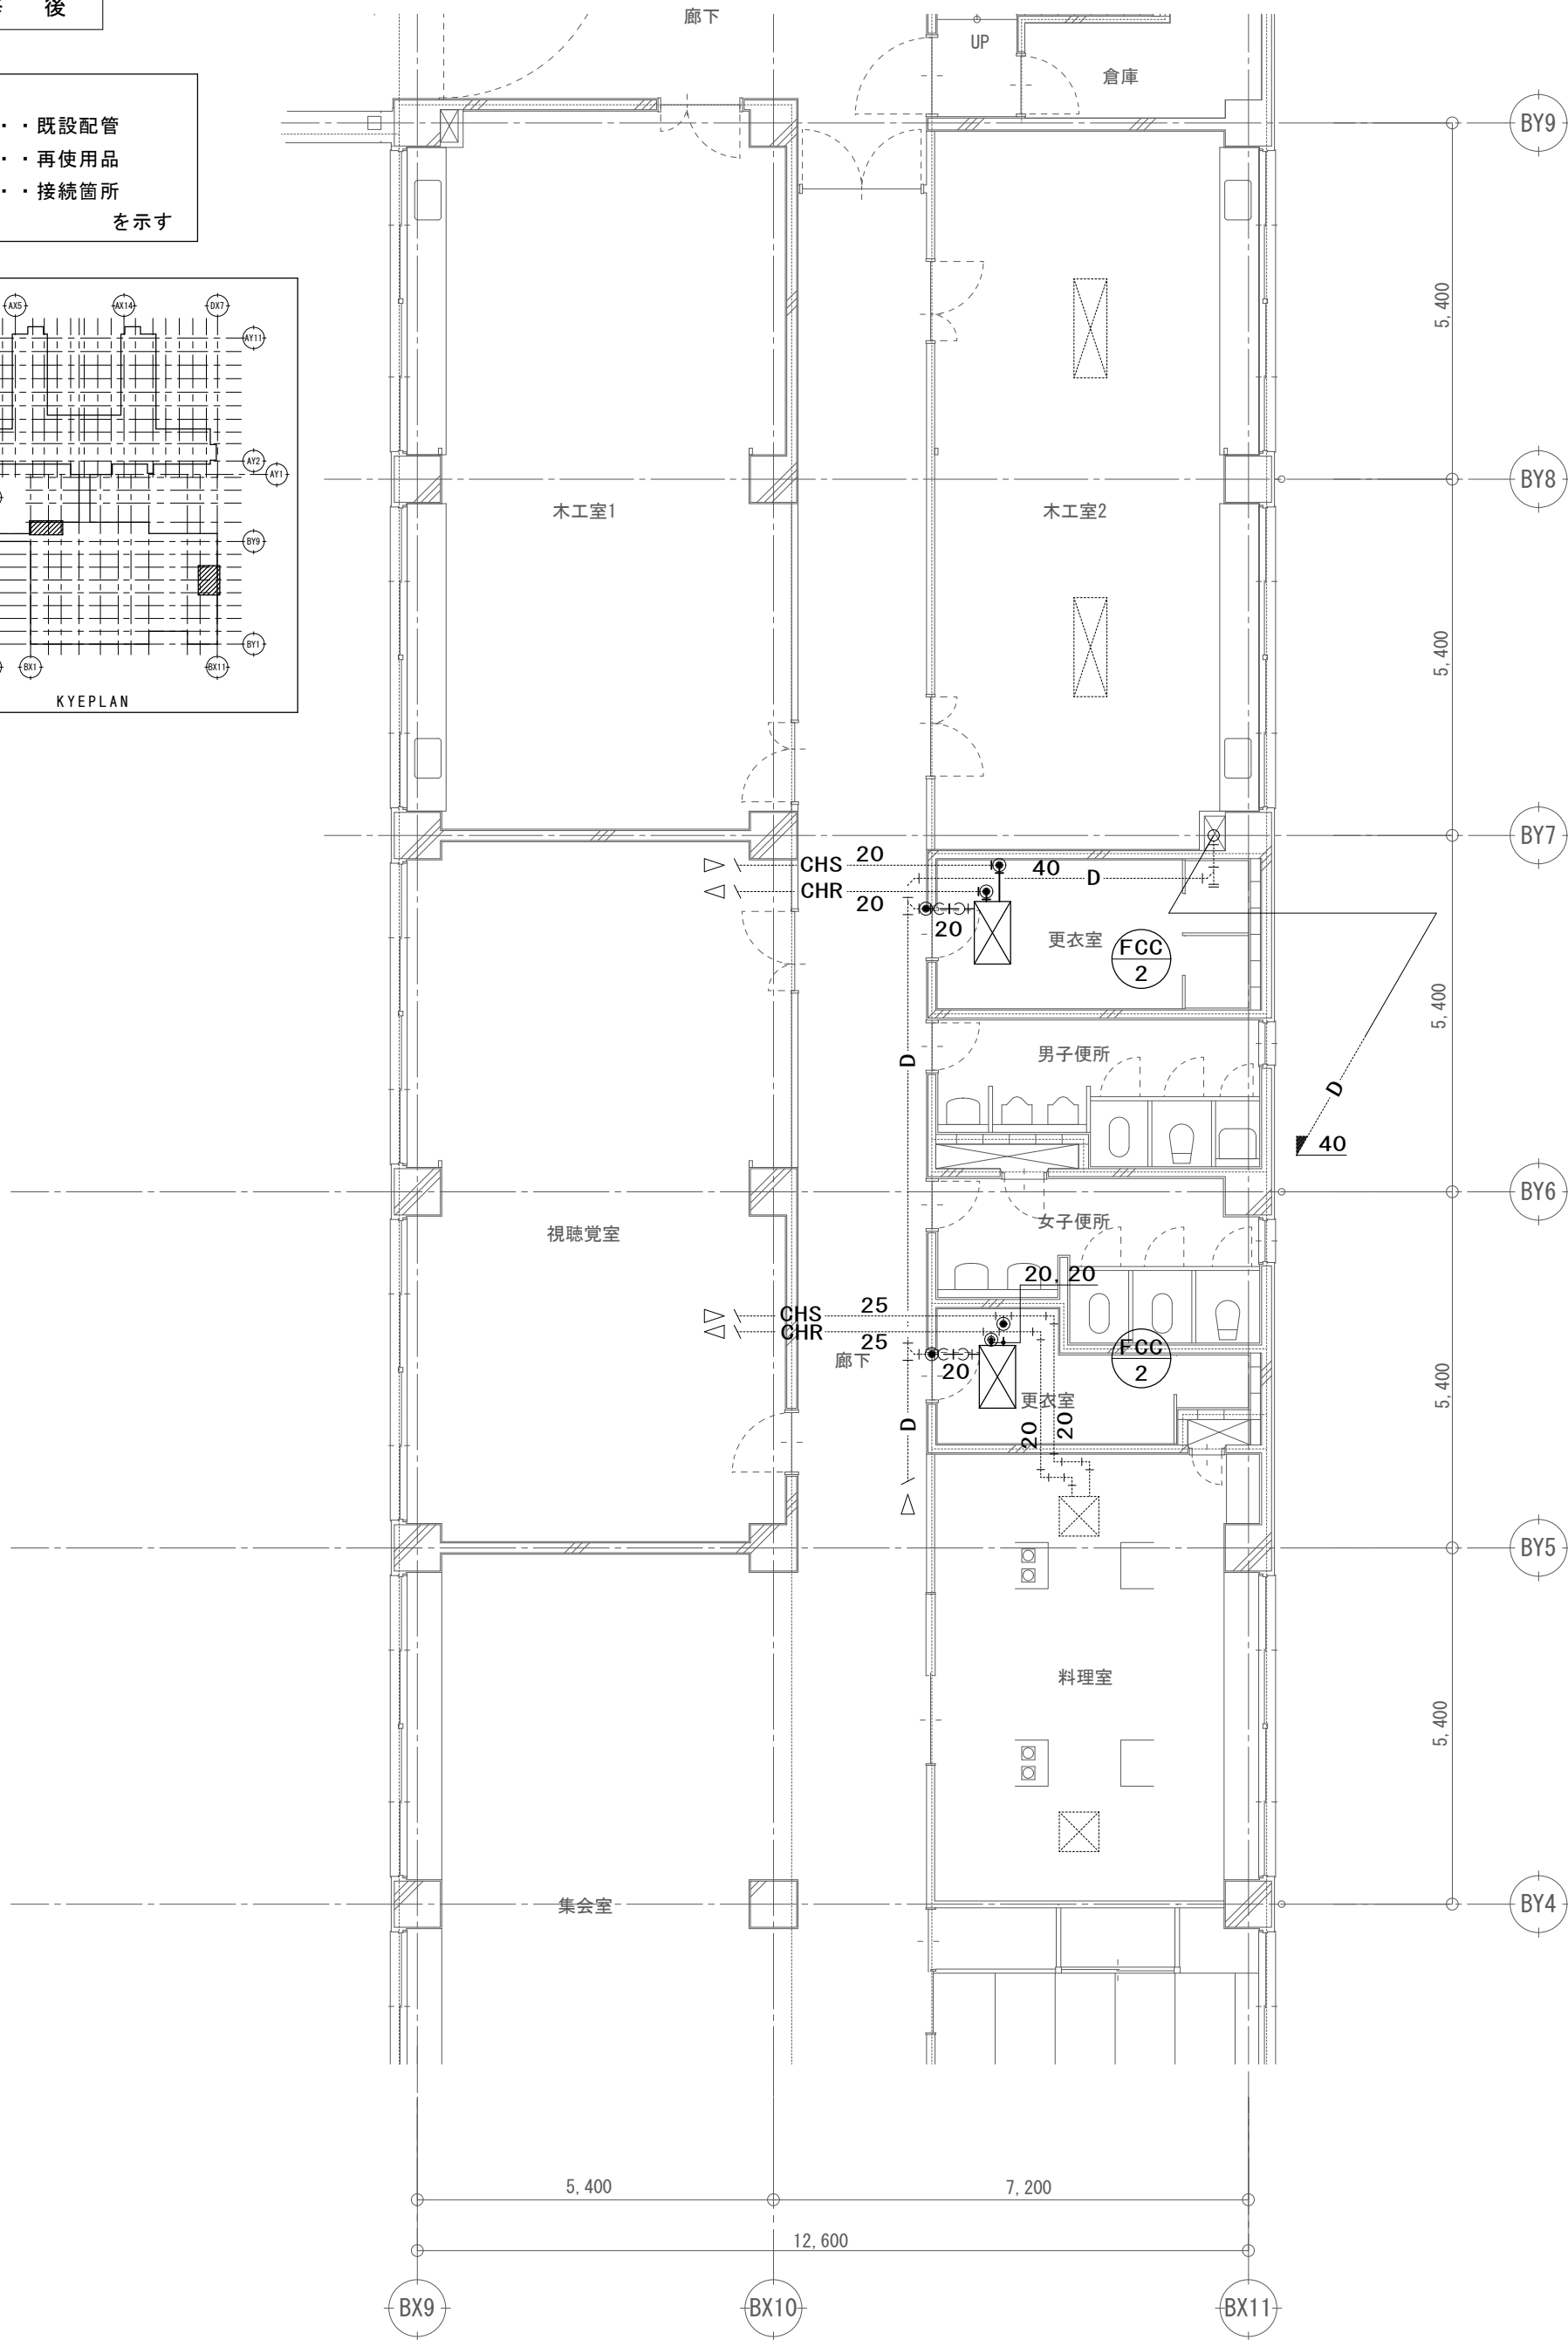 後
廊下
UP
倉庫
BY9
・・既設配管
・・再使用品
・・接続箇所
を示す
5,400
AX5
AX14
DX7
AY11
AY2
AY1
BY9
BY1
BX1
BX11
KYEPLAN
BY8
木工室1
木工室2
5,400
BY7
CHS 20
40
D
CHR
20
20
更衣室
FCC
2
5,400
男子便所
D
D
40
BY6
女子便所
視聴覚室
20,20
CHS 25
CHR
25
廊下
20
FCC
2
更衣室
5,400
D
20
20
BY5
料理室
5,400
集会室
BY4
5,400
7,200
12,600
BX9
BX10
BX11